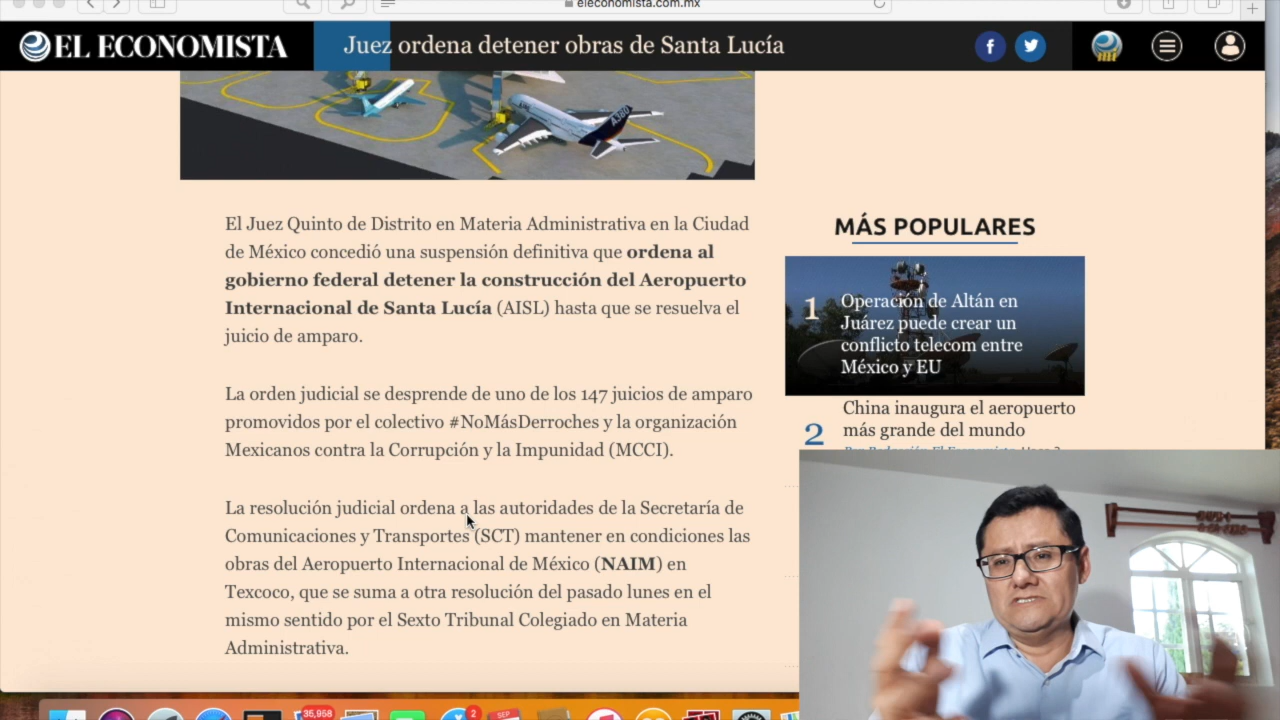 eleconomista.com.mx
EL ECONOMISTA
Juez ordena detener obras de Santa Lucía
A380
El Juez Quinto de Distrito en Materia Administrativa en la Ciudad
de México concedió una suspensión definitiva que ordena al
gobierno federal detener la construcción del Aeropuerto
Internacional de Santa Lucía (AISL) hasta que se resuelva el
juicio de amparo.
La orden judicial se desprende de uno de los 147 juicios de amparo
promovidos por el colectivo #NoMásDerroches y la organización
Mexicanos contra la Corrupción y la Impunidad (MCCI).
La resolución judicial ordena a las autoridades de la Secretaría de
Comunicaciones y Transportes (SCT) mantener en condiciones las
obras del Aeropuerto Internacional de México (NAIM) en
Texcoco, que se suma a otra resolución del pasado lunes en el
mismo sentido por el Sexto Tribunal Colegiado en Materia
Administrativa.
MÁS POPULARES
1
Operación de Altán en
Juárez puede crear un
conflicto telecom entre
México y EU
2
China inaugura el aeropuerto
más grande del mundo
35,958
2
SEP